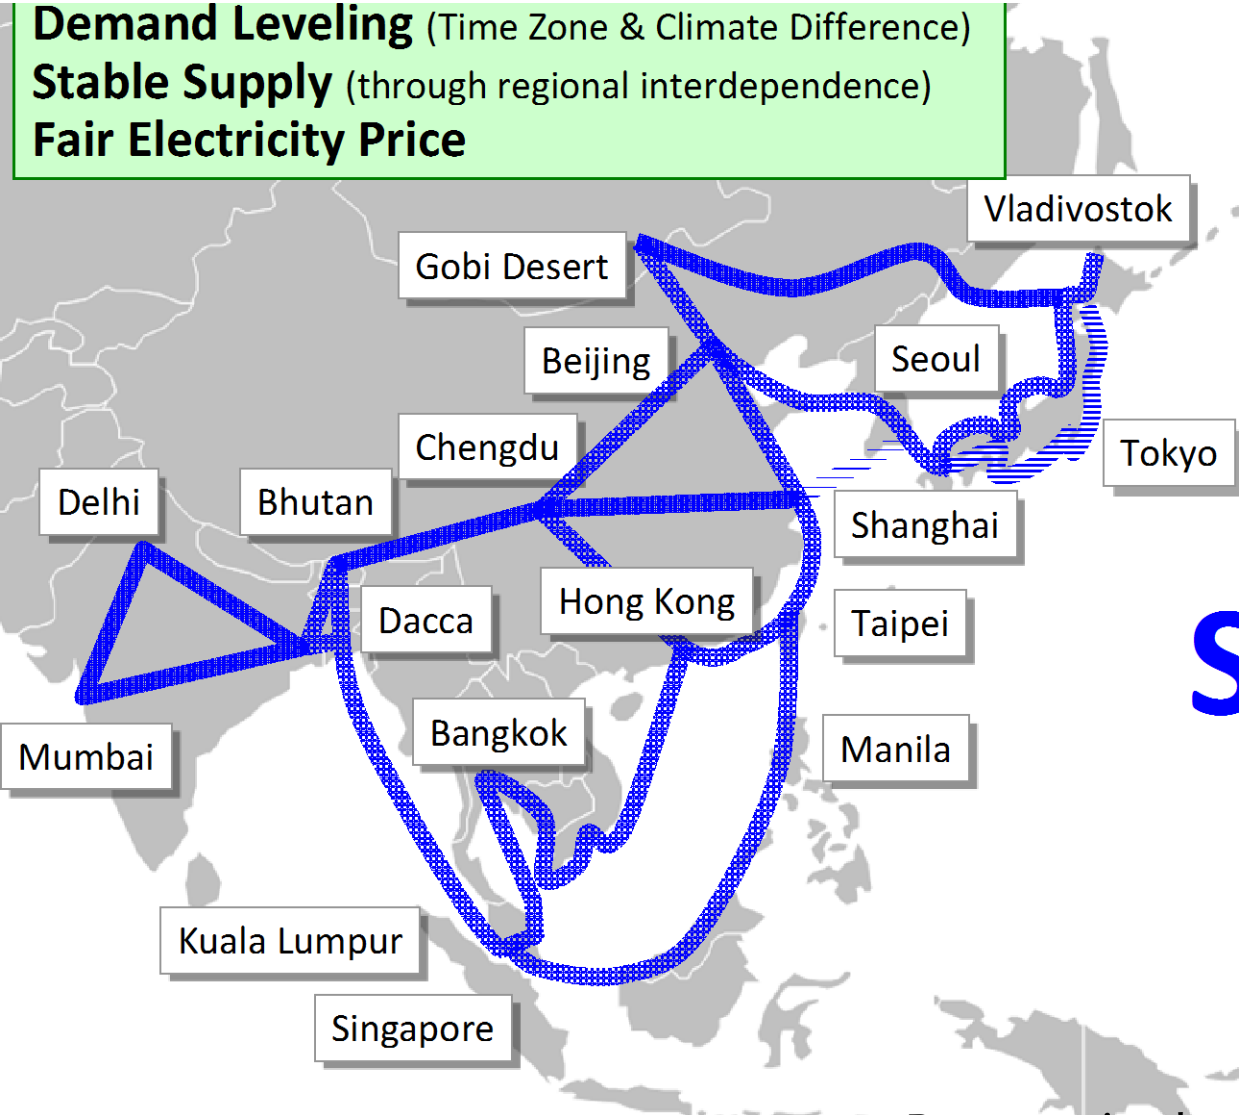 Demand Leveling (Time Zone & Climate Difference)
Stable Supply (through regional interdependence)
Fair Electricity Price
Vladivostok
Gobi Desert
Beijing
Seoul
Chengdu
Tokyo
Delhi
Bhutan
Shanghai
Hong Kong
Dacca
Taipei
S
Bangkok
Manila
Mumbai
Kuala Lumpur
Singapore